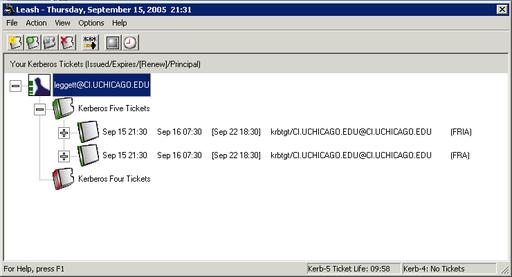 Leash - Thursday, September 15, 2005 21:31
File Action View Options Help
Your Kerberos Tickets (Issued/Expires/[Renew]/Principal)
leggett@CI.UCHICAGO.EDU
Kerberos Five Tickets
Sep 15 21:30 Sep 16 07:30 [Sep 22 18:30] krbtgt/CI.UCHICAGO.EDU@CI.UCHICAGO.EDU (FRIA)
Sep 15 21:30 Sep 16 07:30 [Sep 22 18:30] krbtgt/CI.UCHICAGO.EDU@CI.UCHICAGO.EDU (FRA)
Kerberos Four Tickets
For Help, press F1 Kerb-5 Ticket Life: 09:58 Kerb-4: No Tickets